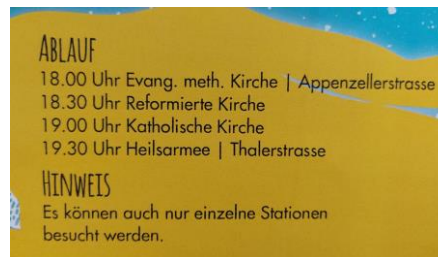 ABLAUF
18.00 Uhr Evang. meth. Kirche | Appenzellerstrasse
18.30 Uhr Reformierte Kirche
19.00 Uhr Katholische Kirche
19.30 Uhr Heilsarmee | Thalerstrasse
HINWEIS
Es können auch nur einzelne Stationen
besucht werden.